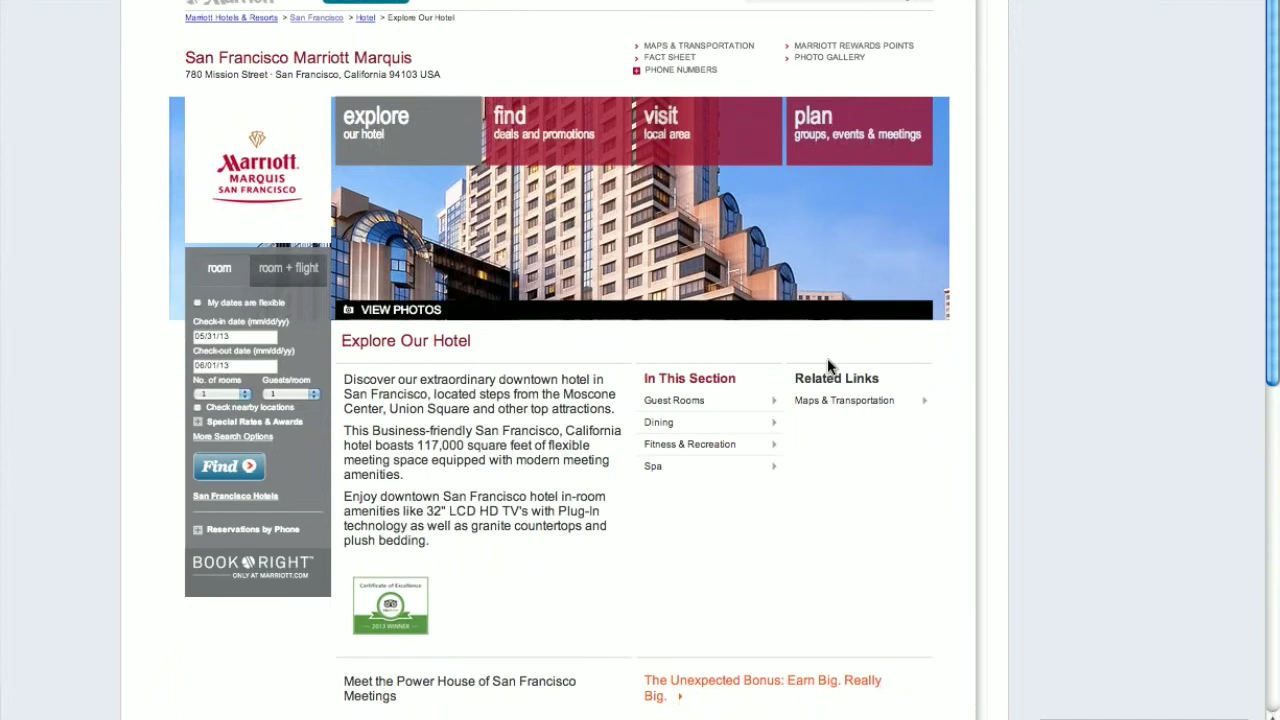 Marriott
Marriott Hotels & Resorts > San Francisco > Hotel > Explore Our Hotel
San Francisco Marriott Marquis
780 Mission Street · San Francisco, California 94103 USA
MAPS & TRANSPORTATION
FACT SHEET
PHONE NUMBERS
MARRIOTT REWARDS POINTS
PHOTO GALLERY
Marriott.
MARQUIS
SAN FRANCISCO
explore
our hotel
find
deals and promotions
visit
local area
plan
groups, events & meetings
VIEW PHOTOS
room
room + flight
My dates are flexible
Check-in date (mm/dd/yy)
05/31/13
Check-out date (mm/dd/yy)
06/01/13
No. of rooms Guests/room
1 1
Check nearby locations
Special Rates & Awards
More Search Options
Find
San Francisco Hotels
Reservations by Phone
BOOK RIGHT™
ONLY AT MARRIOTT.COM
Explore Our Hotel
Discover our extraordinary downtown hotel in
San Francisco, located steps from the Moscone
Center, Union Square and other top attractions.
This Business-friendly San Francisco, California
hotel boasts 117,000 square feet of flexible
meeting space equipped with modern meeting
amenities.
Enjoy downtown San Francisco hotel in-room
amenities like 32" LCD HD TV's with Plug-In
technology as well as granite countertops and
plush bedding.
Certificate of Excellence
2013 WINNER
In This Section
Guest Rooms
Dining
Fitness & Recreation
Spa
Related Links
Maps & Transportation
Meet the Power House of San Francisco
Meetings
The Unexpected Bonus: Earn Big. Really
Big.